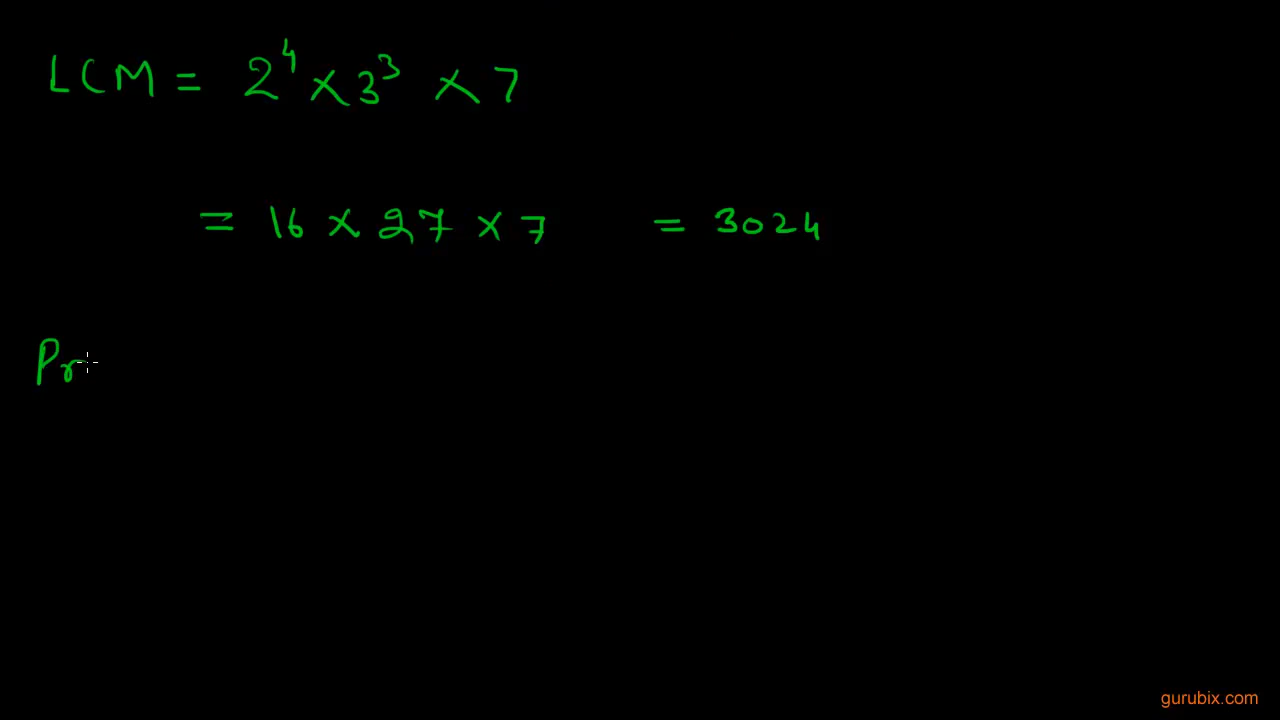 LCM = 2⁴ × 3³ × 7
= 16 × 27 × 7 = 3024
Pr
gurubix.com